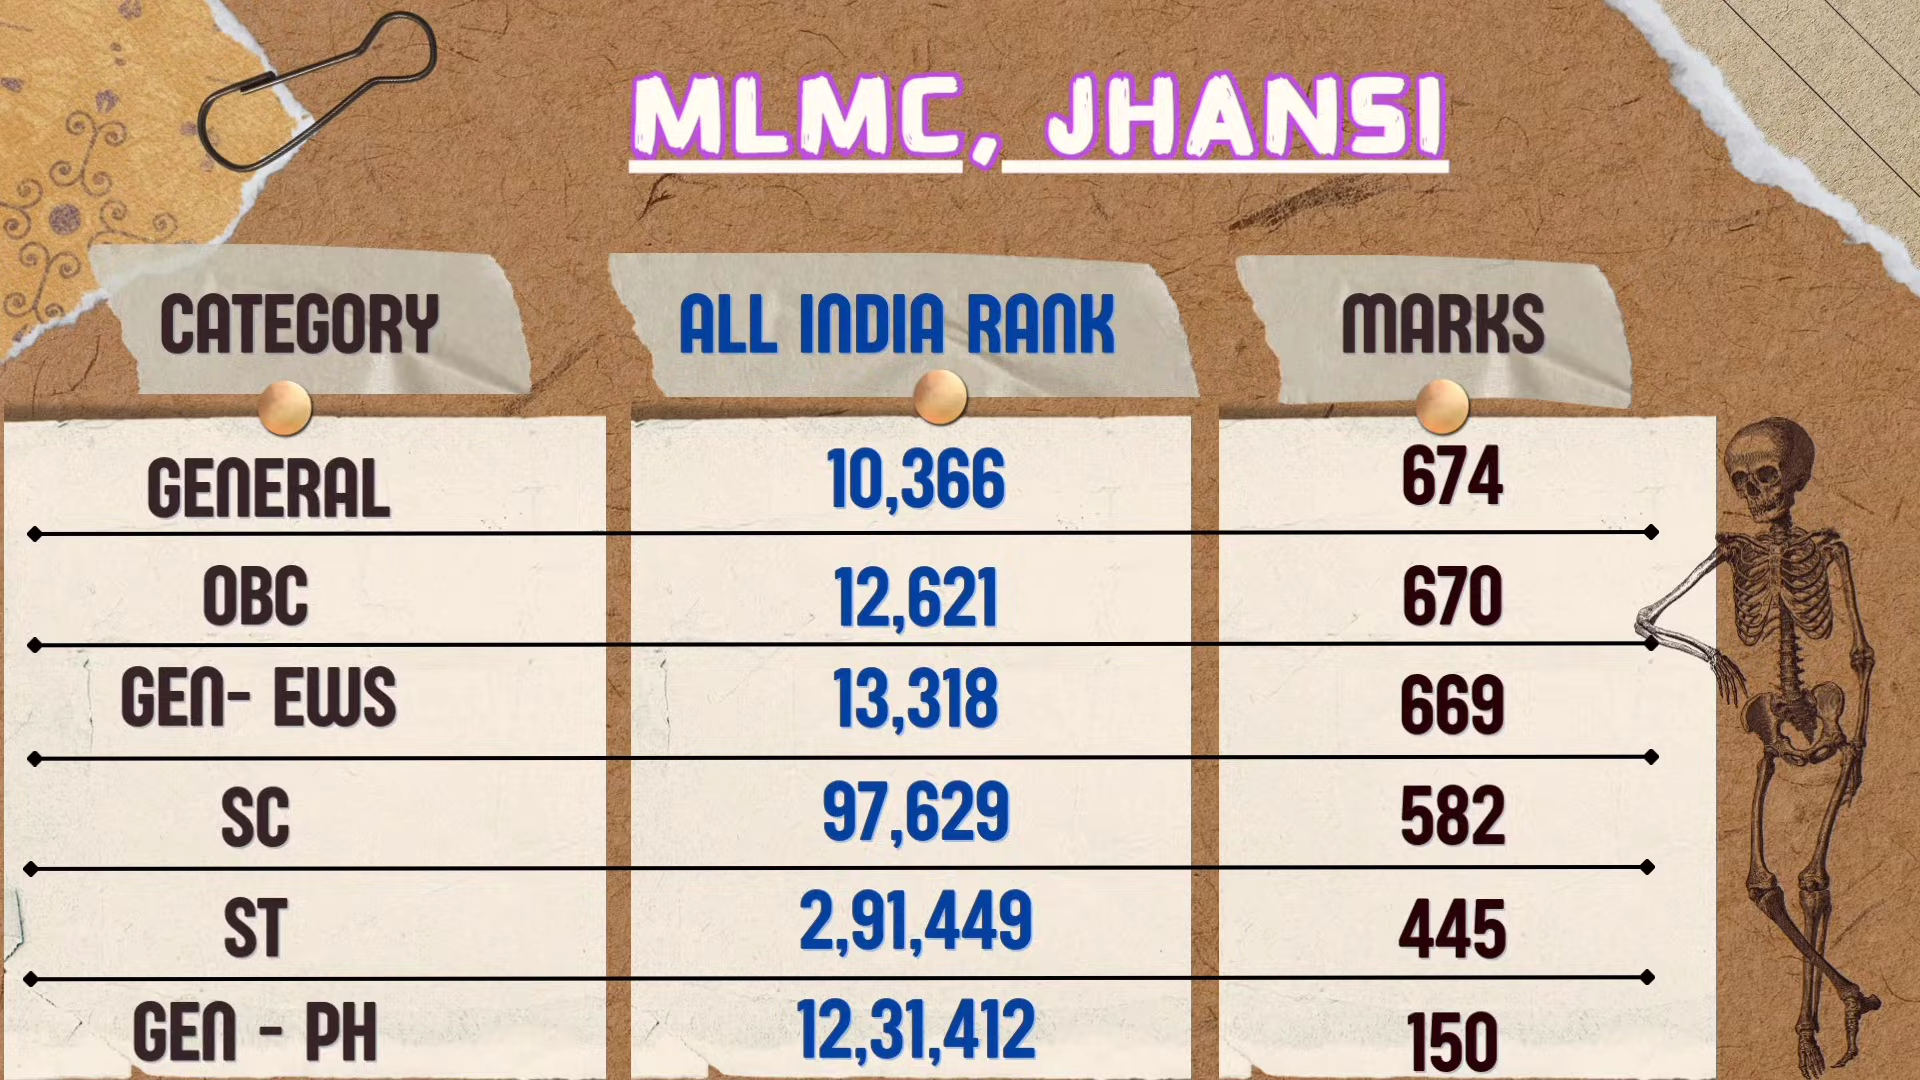 MLMC, JHANSI
CATEGORY ALL INDIA RANK MARKS
GENERAL 10,366 674
OBC 12,621 670
GEN- EWS 13,318 669
SC 97,629 582
ST 2,91,449 445
GEN - PH 12,31,412 150